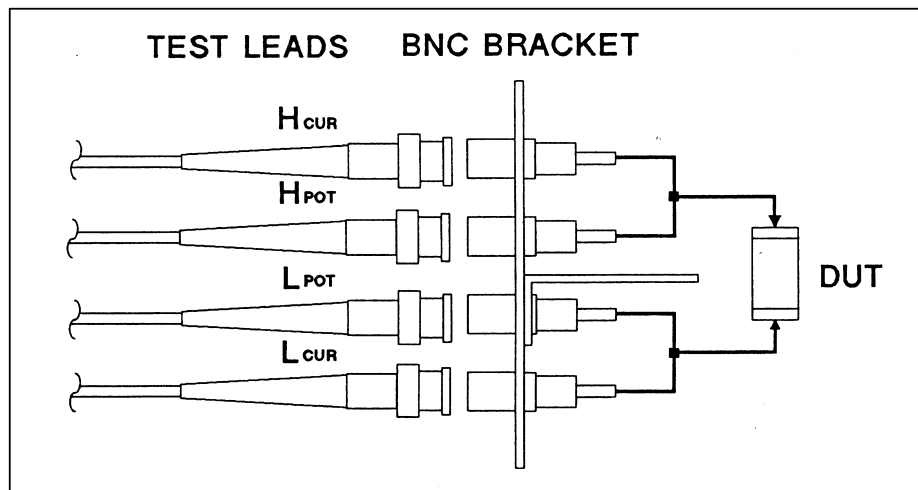 TEST LEADS BNC BRACKET
HCUR
HPOT
LPOT
LCUR
DUT